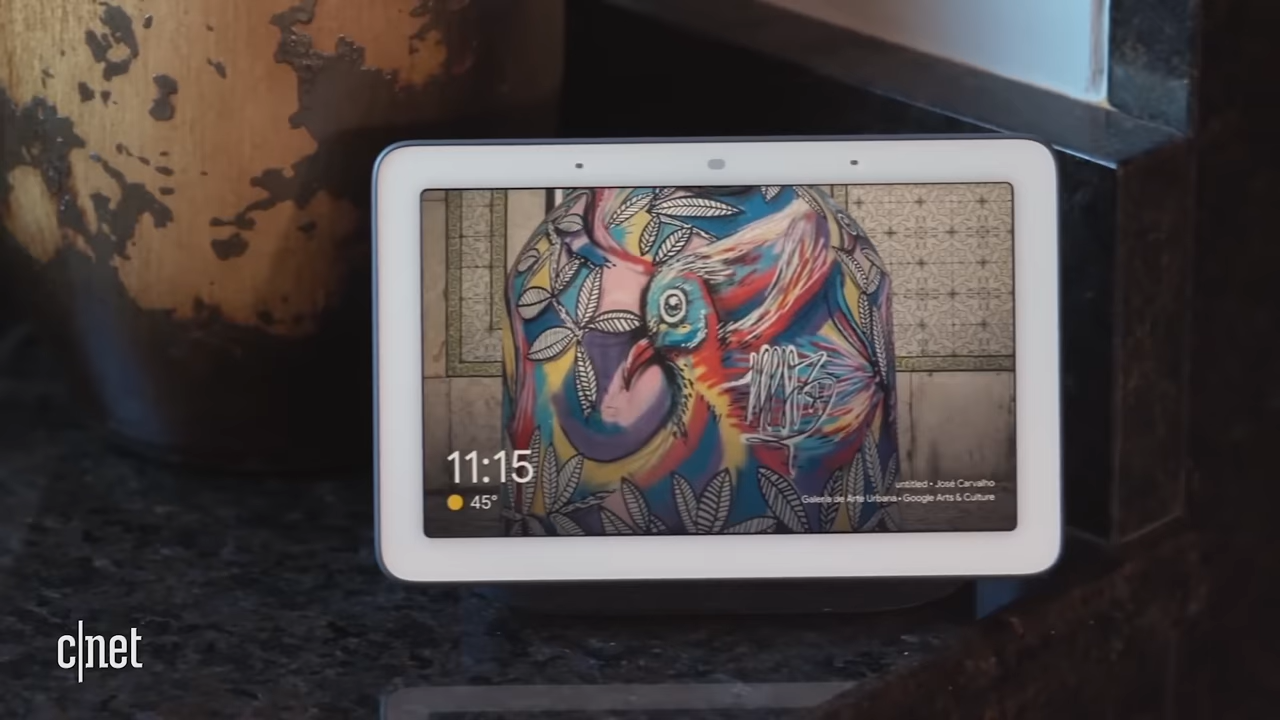 11:15
45°
untitled • José Carvalho
Galeria de Arte Urbana • Google Arts & Culture
c|net